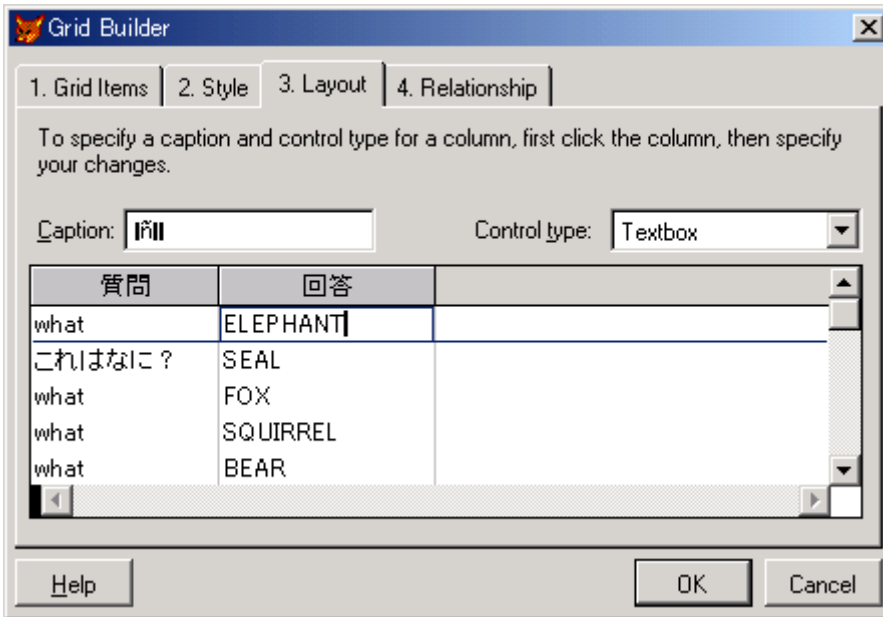 Grid Builder
1. Grid Items 2. Style 3. Layout 4. Relationship
To specify a caption and control type for a column, first click the column, then specify
your changes.
Caption: Control type: Textbox
質問 回答
what ELEPHANT
これはなに？ SEAL
what FOX
what SQUIRREL
what BEAR
Help OK Cancel